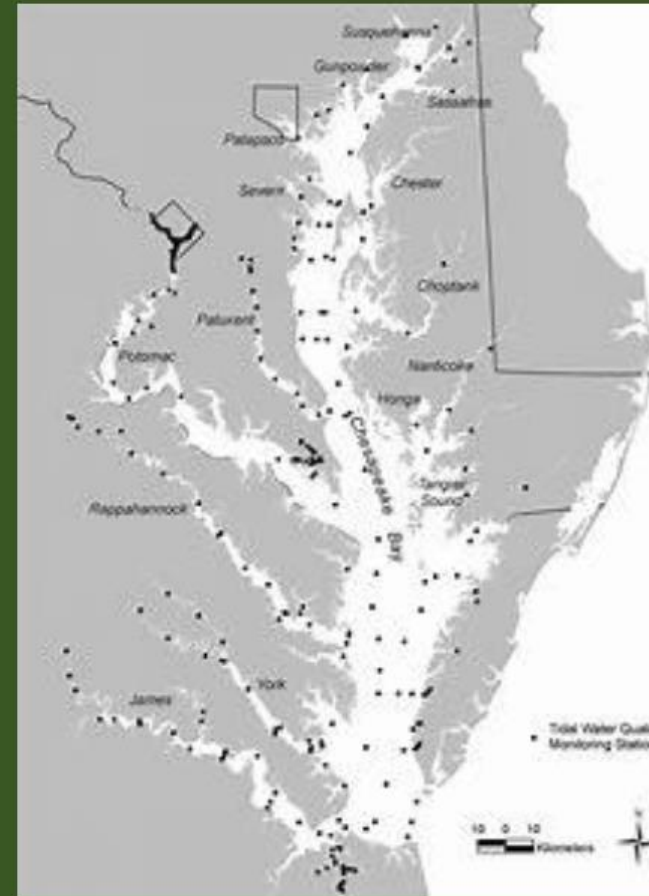 Susquehanna
Gunpowder
Sassafras
Patapsco
Severn
Chester
Choptank
Patuxent
Potomac
Nanticoke
Honga
Chesapeake
Bay
Tangier
Sound
Rappahannock
York
James
Tidal Water Qual
Monitoring Station
10 0 10
Kilometers